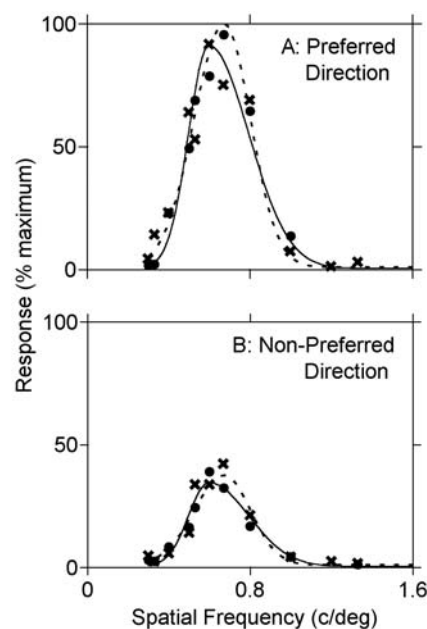 100
A: Preferred
Direction
50
0
Response (% maximum)
100
B: Non-Preferred
Direction
50
0
0
0.8
1.6
Spatial Frequency (c/deg)